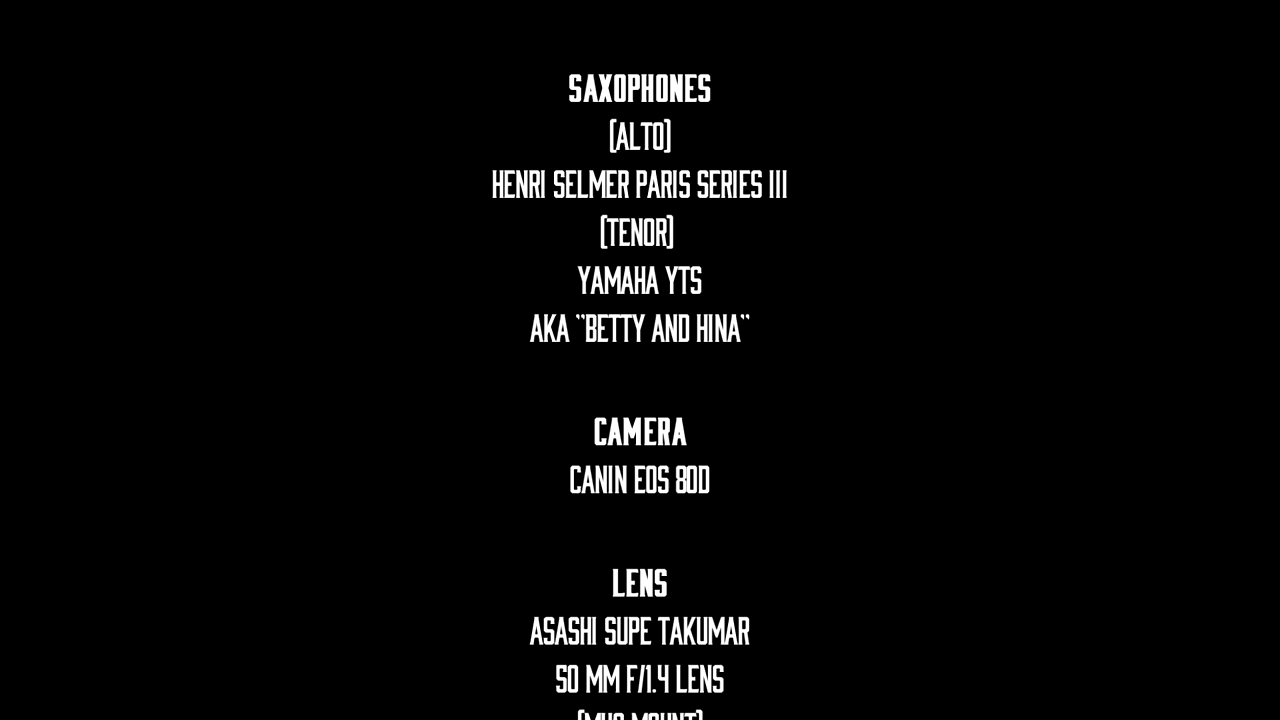 SAXOPHONES
(ALTO)
HENRI SELMER PARIS SERIES III
(TENOR)
YAMAHA YTS
AKA "BETTY AND HINA"
CAMERA
CANIN EOS 80D
LENS
ASASHI SUPE TAKUMAR
50 MM F/1.4 LENS